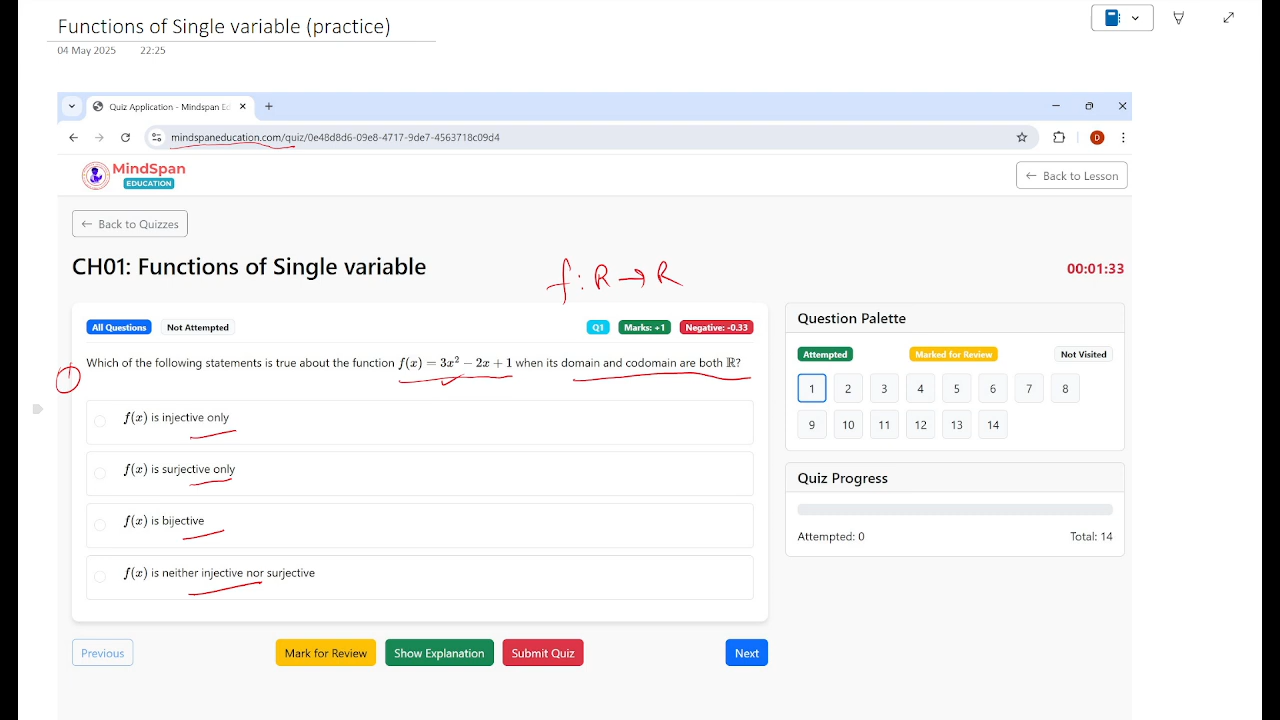 Functions of Single variable (practice)
04 May 2025 22:25
Quiz Application - Mindspan Ec
mindspaneducation.com/quiz/0e48d8d6-09e8-4717-9de7-4563718c09d4
D
MindSpan
EDUCATION
← Back to Lesson
← Back to Quizzes
CH01: Functions of Single variable
f: R → R
00:01:33
All Questions Not Attempted Q1 Marks: +1 Negative: -0.33
1
Which of the following statements is true about the function f(x) = 3x² − 2x + 1 when its domain and codomain are both ℝ?
f(x) is injective only
f(x) is surjective only
f(x) is bijective
f(x) is neither injective nor surjective
Previous Mark for Review Show Explanation Submit Quiz Next
Question Palette
Attempted Marked for Review Not Visited
1 2 3 4 5 6 7 8
9 10 11 12 13 14
Quiz Progress
Attempted: 0 Total: 14